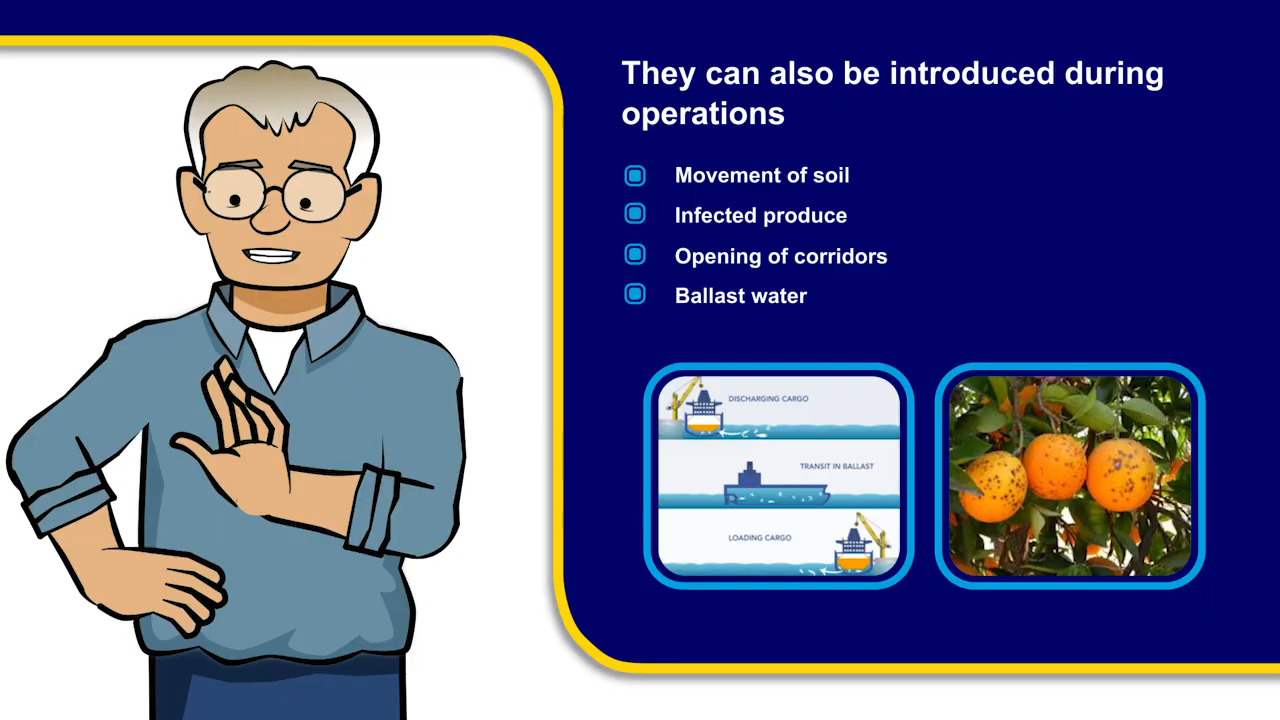 They can also be introduced during
operations
Movement of soil
Infected produce
Opening of corridors
Ballast water
DISCHARGING CARGO
TRANSIT IN BALLAST
LOADING CARGO